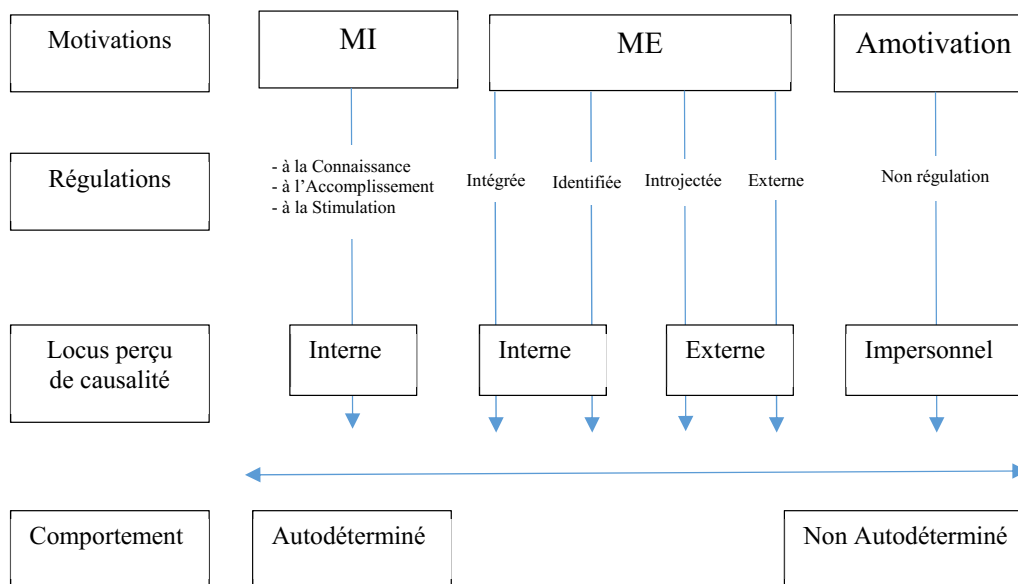 Motivations
MI
ME
Amotivation
Régulations
- à la Connaissance
- à l'Accomplissement
- à la Stimulation
Intégrée
Identifiée
Introjectée
Externe
Non régulation
Locus perçu
de causalité
Interne
Interne
Externe
Impersonnel
Comportement
Autodéterminé
Non Autodéterminé